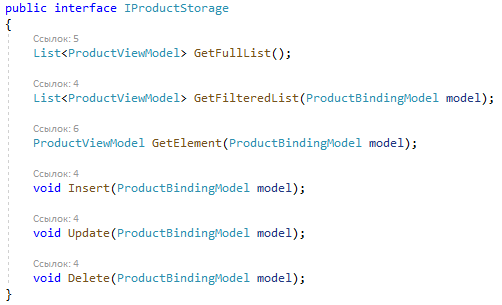 public interface IProductStorage
{
Ссылок: 5
List<ProductViewModel> GetFullList();
Ссылок: 4
List<ProductViewModel> GetFilteredList(ProductBindingModel model);
Ссылок: 6
ProductViewModel GetElement(ProductBindingModel model);
Ссылок: 4
void Insert(ProductBindingModel model);
Ссылок: 4
void Update(ProductBindingModel model);
Ссылок: 4
void Delete(ProductBindingModel model);
}